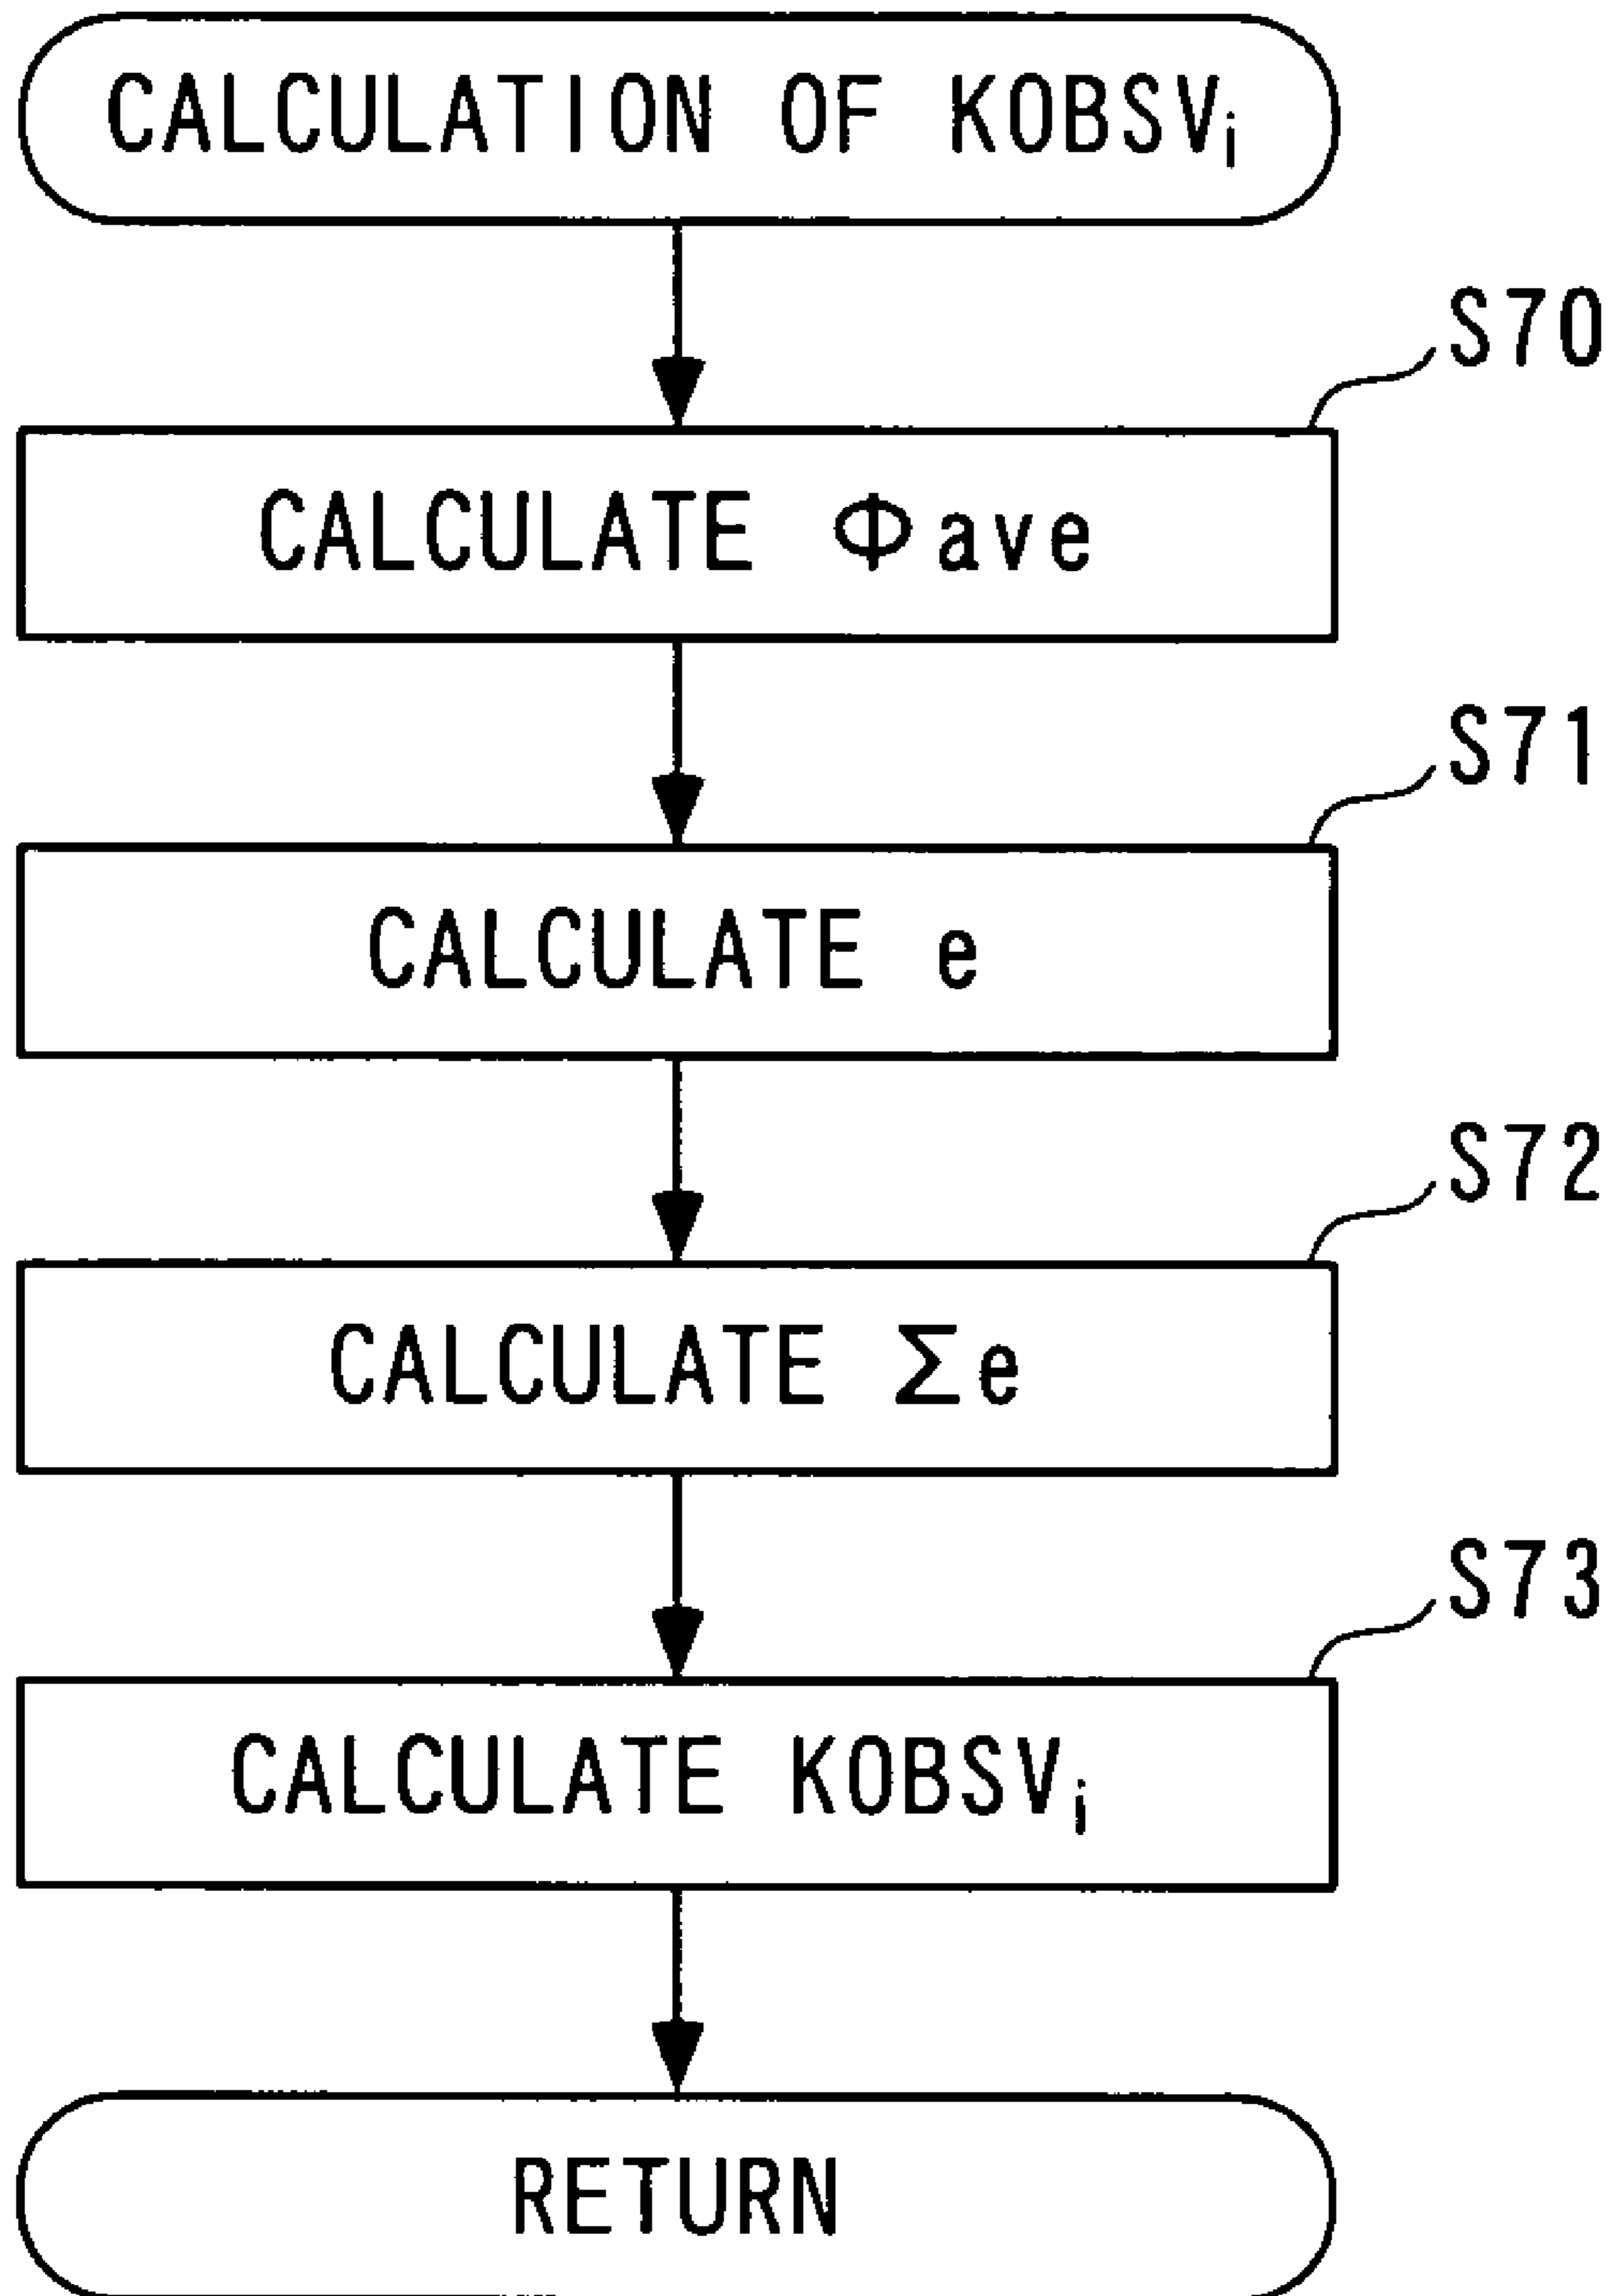 CALCULATION OF KOBSVᵢ
S70
CALCULATE Φave
S71
CALCULATE e
S72
CALCULATE Σe
S73
CALCULATE KOBSVᵢ
RETURN